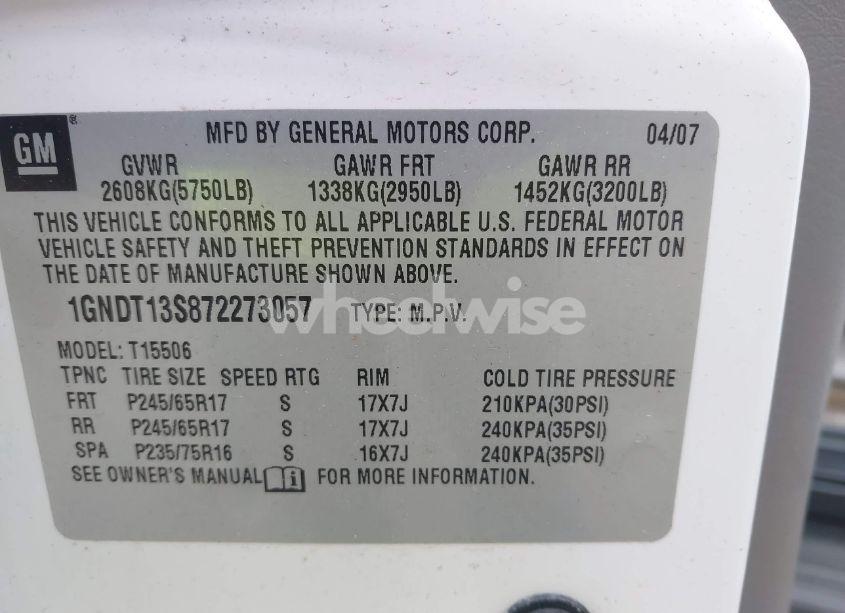 GM® MFD BY GENERAL MOTORS CORP. 04/07
GVWR GAWR FRT GAWR RR
2608KG(5750LB) 1338KG(2950LB) 1452KG(3200LB)
THIS VEHICLE CONFORMS TO ALL APPLICABLE U.S. FEDERAL MOTOR
VEHICLE SAFETY AND THEFT PREVENTION STANDARDS IN EFFECT ON
THE DATE OF MANUFACTURE SHOWN ABOVE.
1GNDT13S872273057 TYPE: M.P.V.
wheelwise
MODEL: T15506
TPNC TIRE SIZE SPEED RTG RIM COLD TIRE PRESSURE
FRT P245/65R17 S 17X7J 210KPA(30PSI)
RR P245/65R17 S 17X7J 240KPA(35PSI)
SPA P235/75R16 S 16X7J 240KPA(35PSI)
SEE OWNER'S MANUAL i FOR MORE INFORMATION.